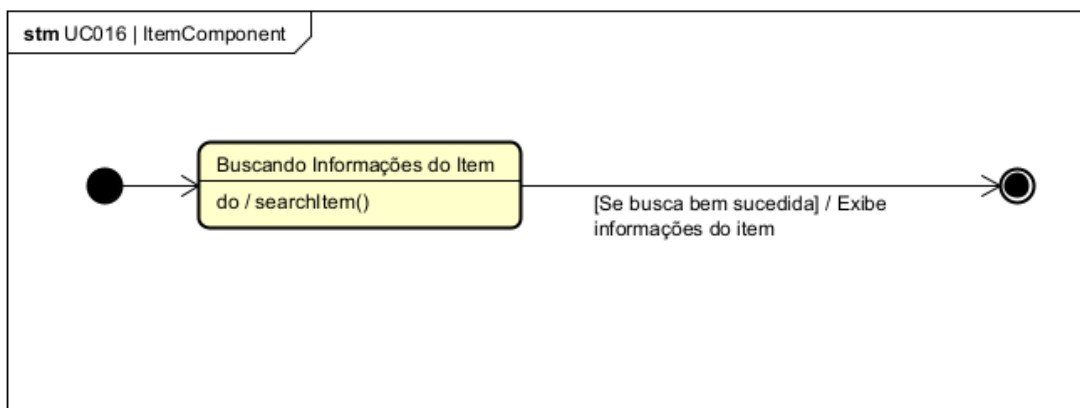 stm UC016 | ItemComponent
Buscando Informações do Item
do / searchItem()
[Se busca bem sucedida] / Exibe
informações do item